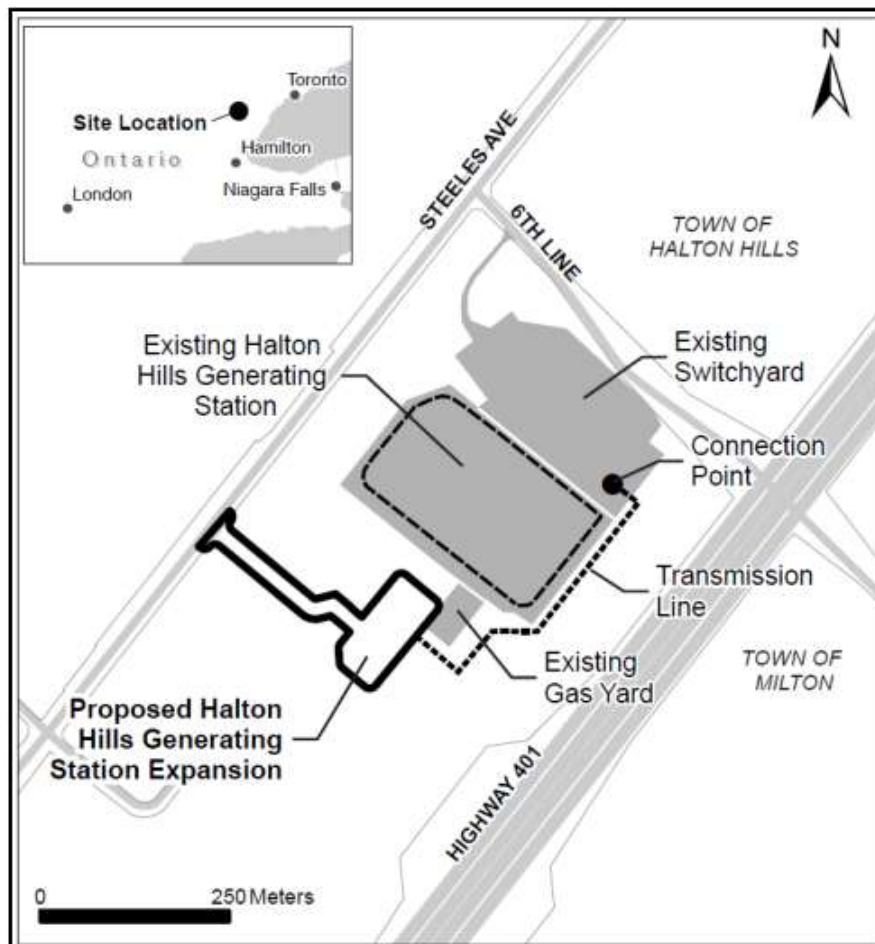 Toronto
Site Location
Ontario
Hamilton
Niagara Falls
London
N
STEELES AVE
6TH LINE
TOWN OF
HALTON HILLS
Existing Halton
Hills Generating
Station
Existing
Switchyard
Connection
Point
Transmission
Line
Existing
Gas Yard
TOWN OF
MILTON
Proposed Halton
Hills Generating
Station Expansion
HIGHWAY 401
0 250 Meters